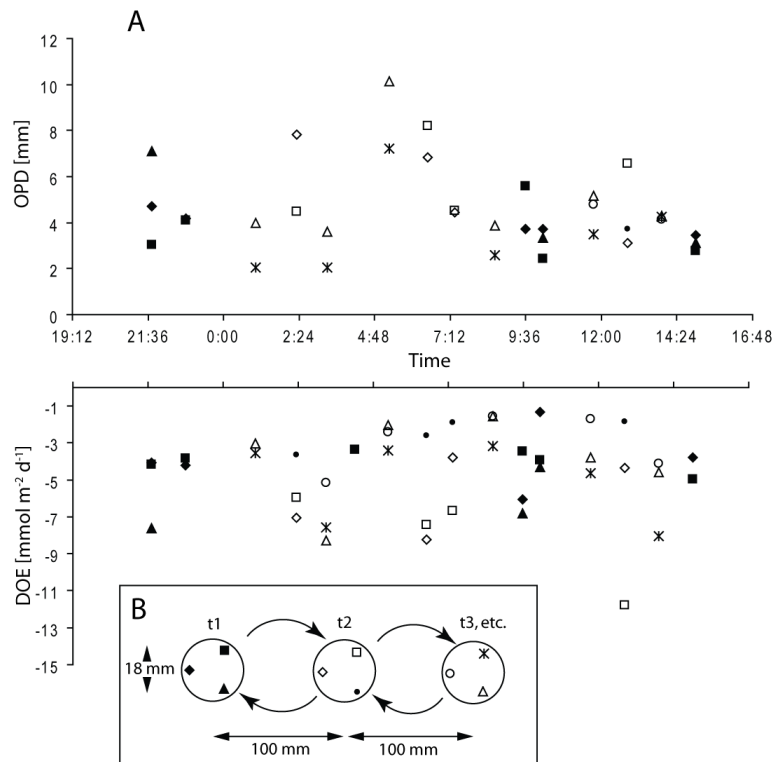 A
12
10
8
6
4
2
0
OPD [mm]
19:12 21:36 0:00 2:24 4:48 7:12 9:36 12:00 14:24 16:48
Time
-1
-3
-5
-7
-9
-11
-13
-15
DOE [mmol m⁻² d⁻¹]
B
t1 t2 t3, etc.
18 mm
100 mm 100 mm